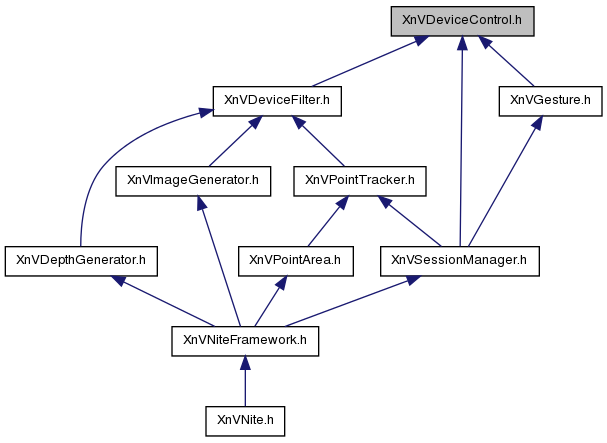 XnVDeviceControl.h
XnVDeviceFilter.h
XnVGesture.h
XnVImageGenerator.h
XnVPointTracker.h
XnVDepthGenerator.h
XnVPointArea.h
XnVSessionManager.h
XnVNiteFramework.h
XnVNite.h